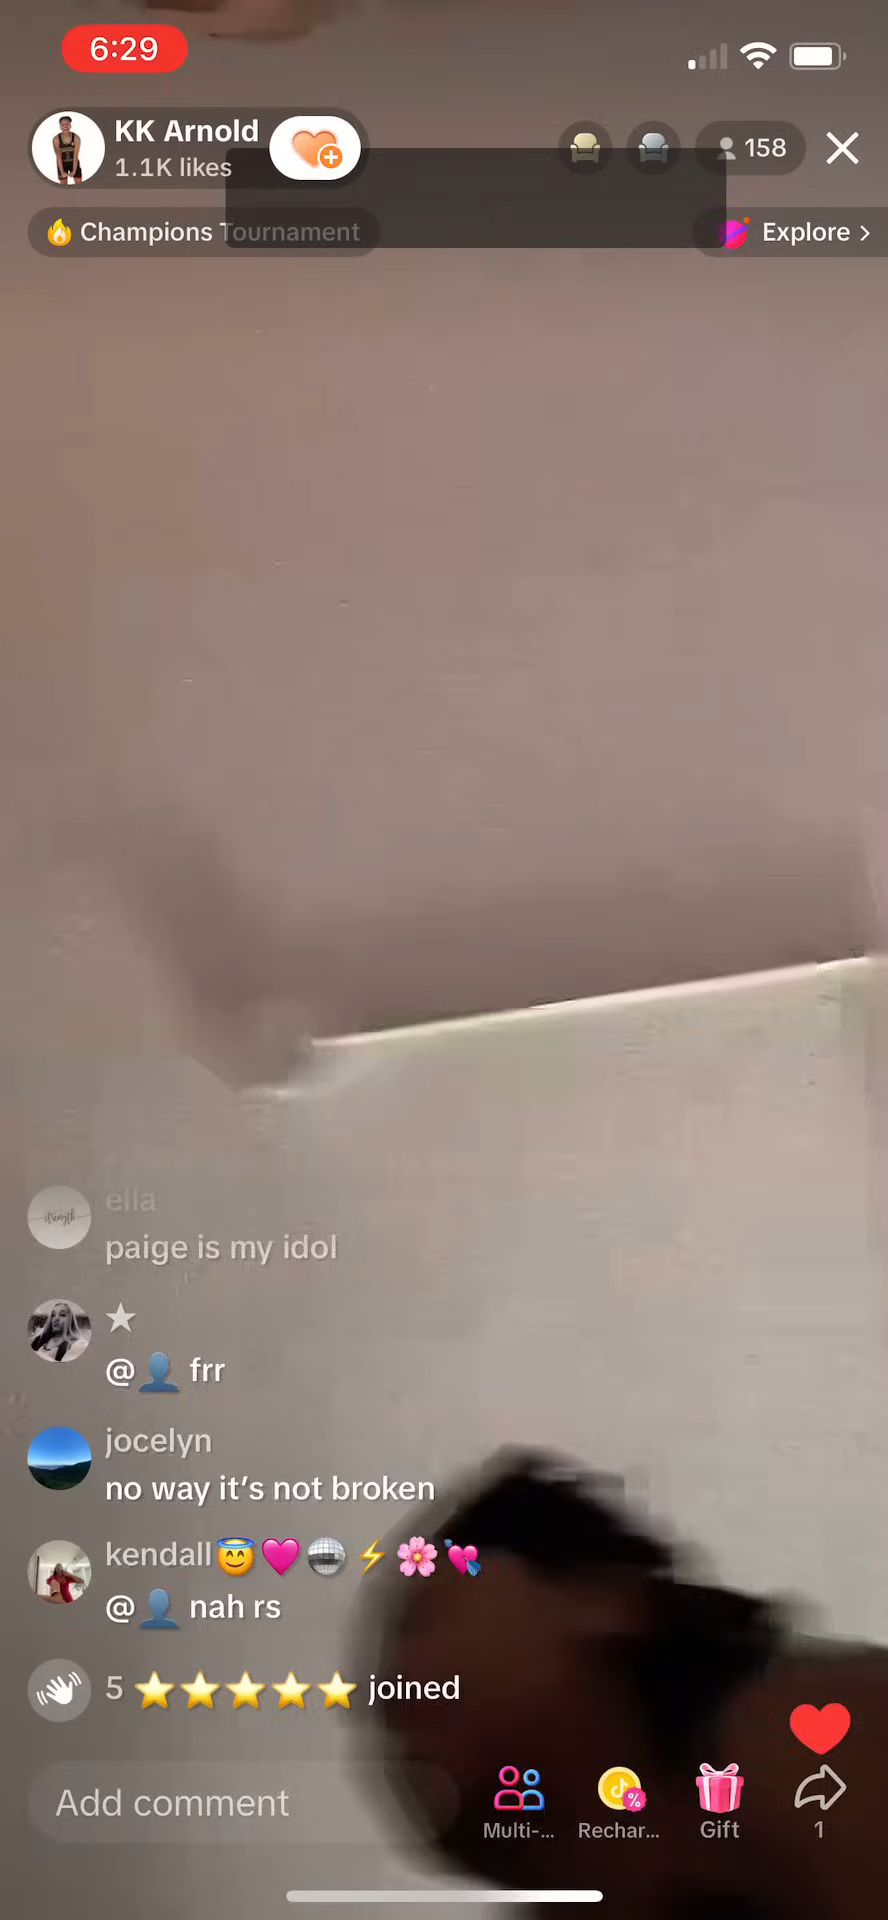 6:29
KK Arnold
1.1K likes
158
Champions Tournament
Explore >
ella
strength
paige is my idol
★
@👤 frr
jocelyn
no way it’s not broken
kendall😇🩷🪩⚡🌸💘
@👤 nah rs
5 ⭐⭐⭐⭐⭐ joined
Add comment
Multi-...
Rechar...
Gift
1